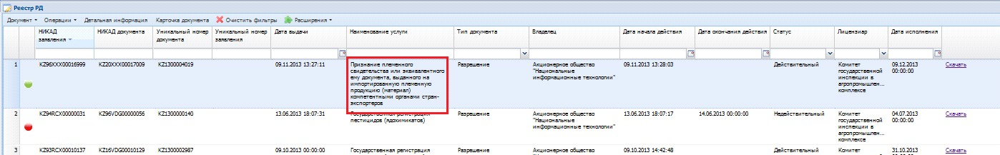 Реестр РД
Документ Операции Детальная информация Карточка документа Очистить фильтры Расширения
НИКАД заявления НИКАД документа Уникальный номер документа Уникальный номер заявления Дата выдачи Наименование услуги Тип документа Владелец Дата начала действия Дата окончания действия Статус Лицензиар Дата исполнения
1 KZ96XXX00016999 KZ20XXX00017009 KZ1300004019 09.11.2013 13:27:11 Признание племенного Разрешение Акционерное общество 09.11.2013 13:28:03 Действительный Комитет 09.12.2013 Скачать
свидетельства или эквивалентного "Национальные государственной 00:00:00
ему документа, выданного на информационные технологии" инспекции в
импортированную племенную агропромышлен...
продукцию (материал) комплексе
компетентными органами стран-
экспортеров
2 KZ94RCX00000031 KZ96VDG00000056 KZ1300000140 13.06.2013 18:07:31 Государственная регистрация Разрешение Акционерное общество 13.06.2013 18:07:17 14.06.2013 00:00:00 Недействительный Комитет 04.07.2013 Скачать
пестицидов (ядохимикатов) "Национальные государственной 00:00:00
информационные технологии" инспекции в
агропромышлен...
комплексе
3 KZ93RCX00010137 KZ16VDG00010129 KZ1300002987 09.10.2013 00:00:00 Государственная регистрация Разрешение Акционерное общество 09.10.2013 14:42:48 Действительный Комитет 31.10.2013 Скачать